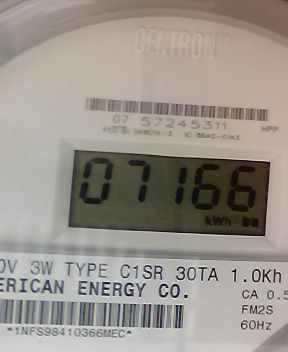 CENTRON®
07 57245311
HPP
07166
kWh
0V 3W TYPE C1SR 30TA 1.0Kh
ERICAN ENERGY CO.
CA 0.5
FM2S
*1NFS98410366MEC*
60Hz